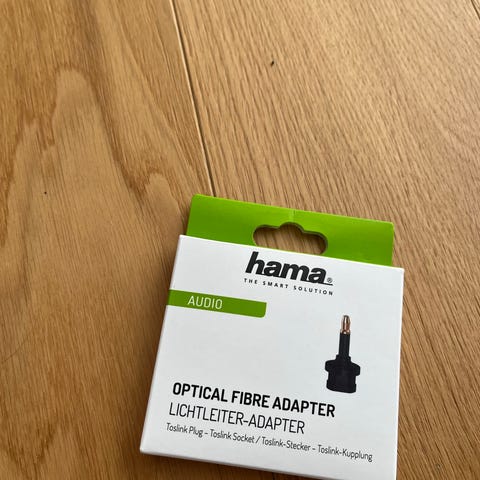 hama®
THE SMART SOLUTION
AUDIO
OPTICAL FIBRE ADAPTER
LICHTLEITER-ADAPTER
Toslink Plug – Toslink Socket / Toslink-Stecker – Toslink-Kupplung